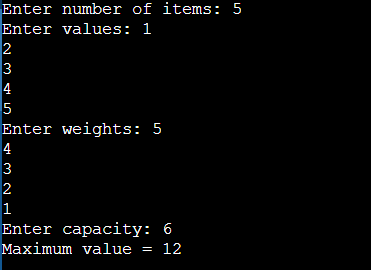 Enter number of items: 5
Enter values: 1
2
3
4
5
Enter weights: 5
4
3
2
1
Enter capacity: 6
Maximum value = 12